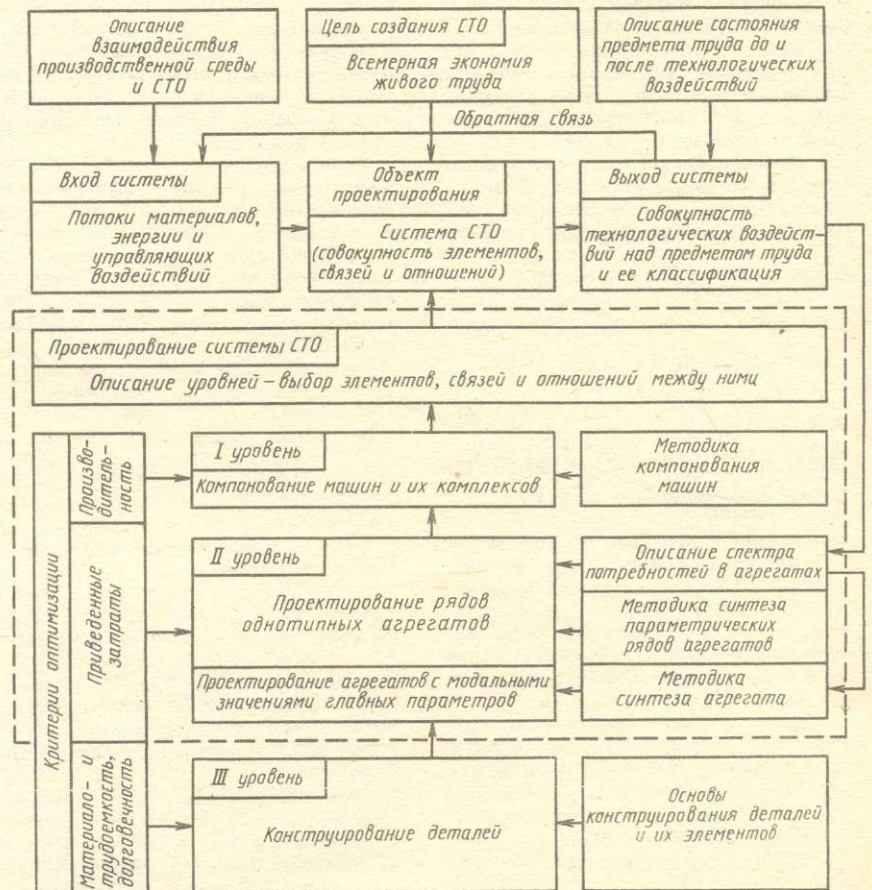 Описание
взаимодействия
производственной среды
и СТО
Цель создания СТО
Всемерная экономия
живого труда
Описание состояния
предмета труда до и
после технологических
воздействий
Обратная связь
Вход системы
Потоки материалов,
энергии и
управляющих
воздействий
Объект
проектирования
Система СТО
(совокупность элементов,
связей и отношений)
Выход системы
Совокупность
технологических воздейст-
вий над предметом труда
и ее классификация
Проектирование системы СТО
Описание уровней – выбор элементов, связей и отношений между ними
Критерии оптимизации
Произво-
дитель-
ность
I уровень
Компонование машин и их комплексов
Методика
компонования
машин
Приведенные
затраты
II уровень
Проектирование рядов
однотипных агрегатов
Проектирование агрегатов с модальными
значениями главных параметров
Описание спектра
потребностей в агрегатах
Методика синтеза
параметрических
рядов агрегатов
Методика
синтеза агрегата
Материало- и
трудоемкость,
долговечность
III уровень
Конструирование деталей
Основы
конструирования деталей
и их элементов